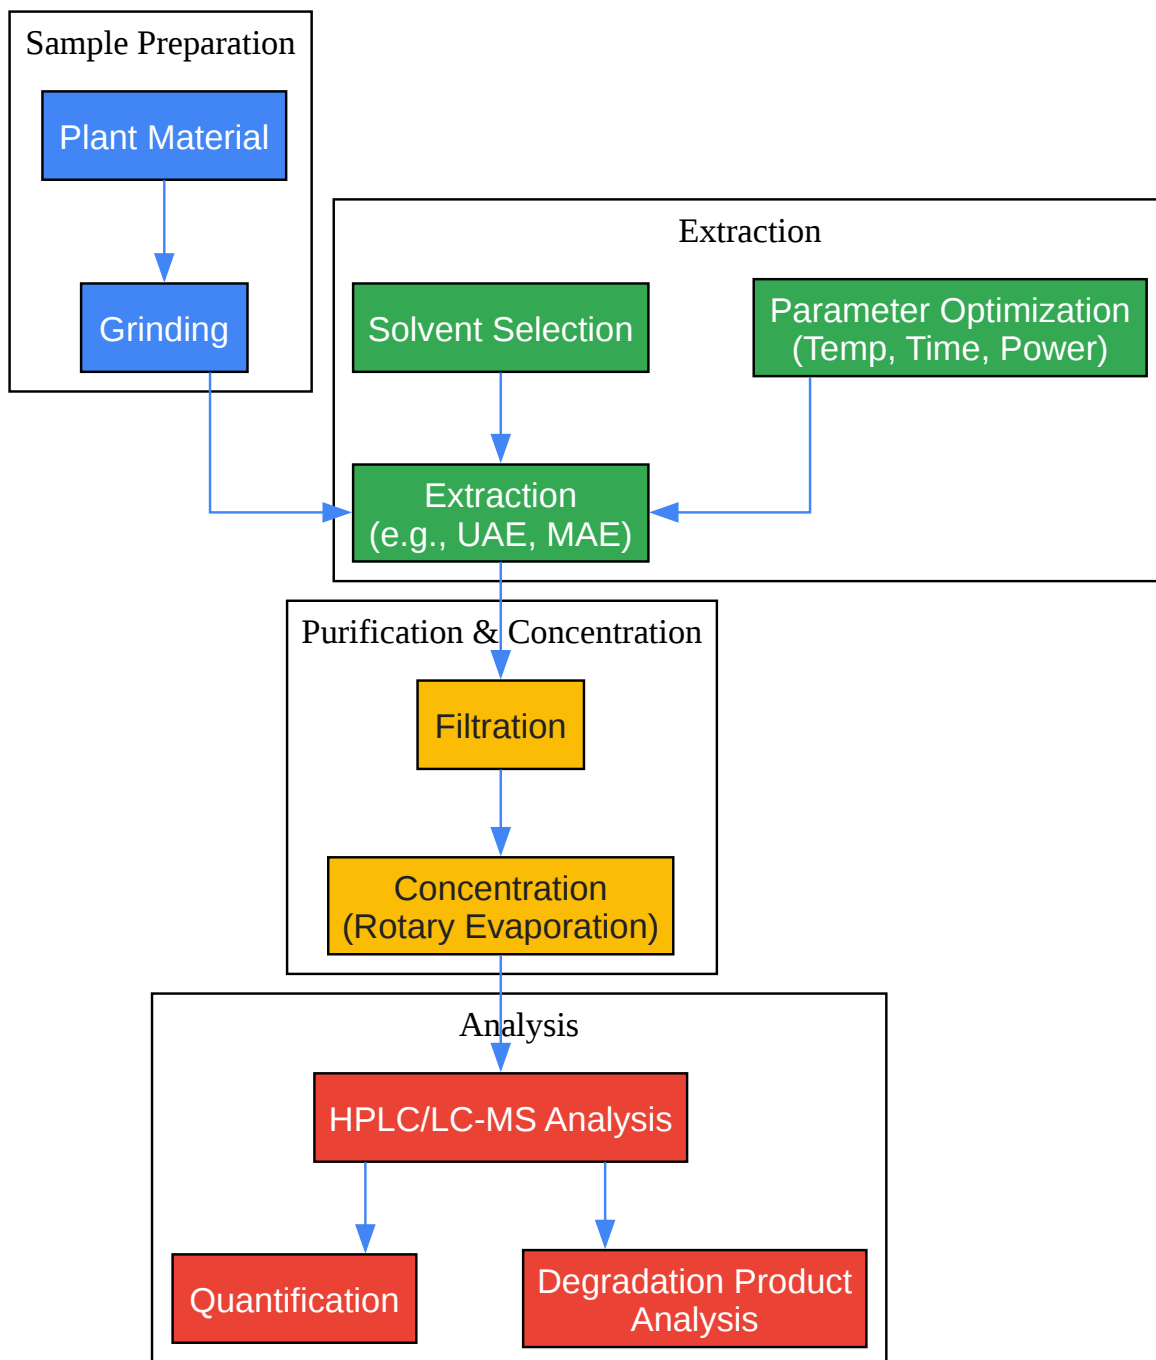 Sample Preparation
Plant Material
Grinding
Extraction
Solvent Selection
Parameter Optimization
(Temp, Time, Power)
Extraction
(e.g., UAE, MAE)
Purification & Concentration
Filtration
Concentration
(Rotary Evaporation)
Analysis
HPLC/LC-MS Analysis
Quantification
Degradation Product
Analysis